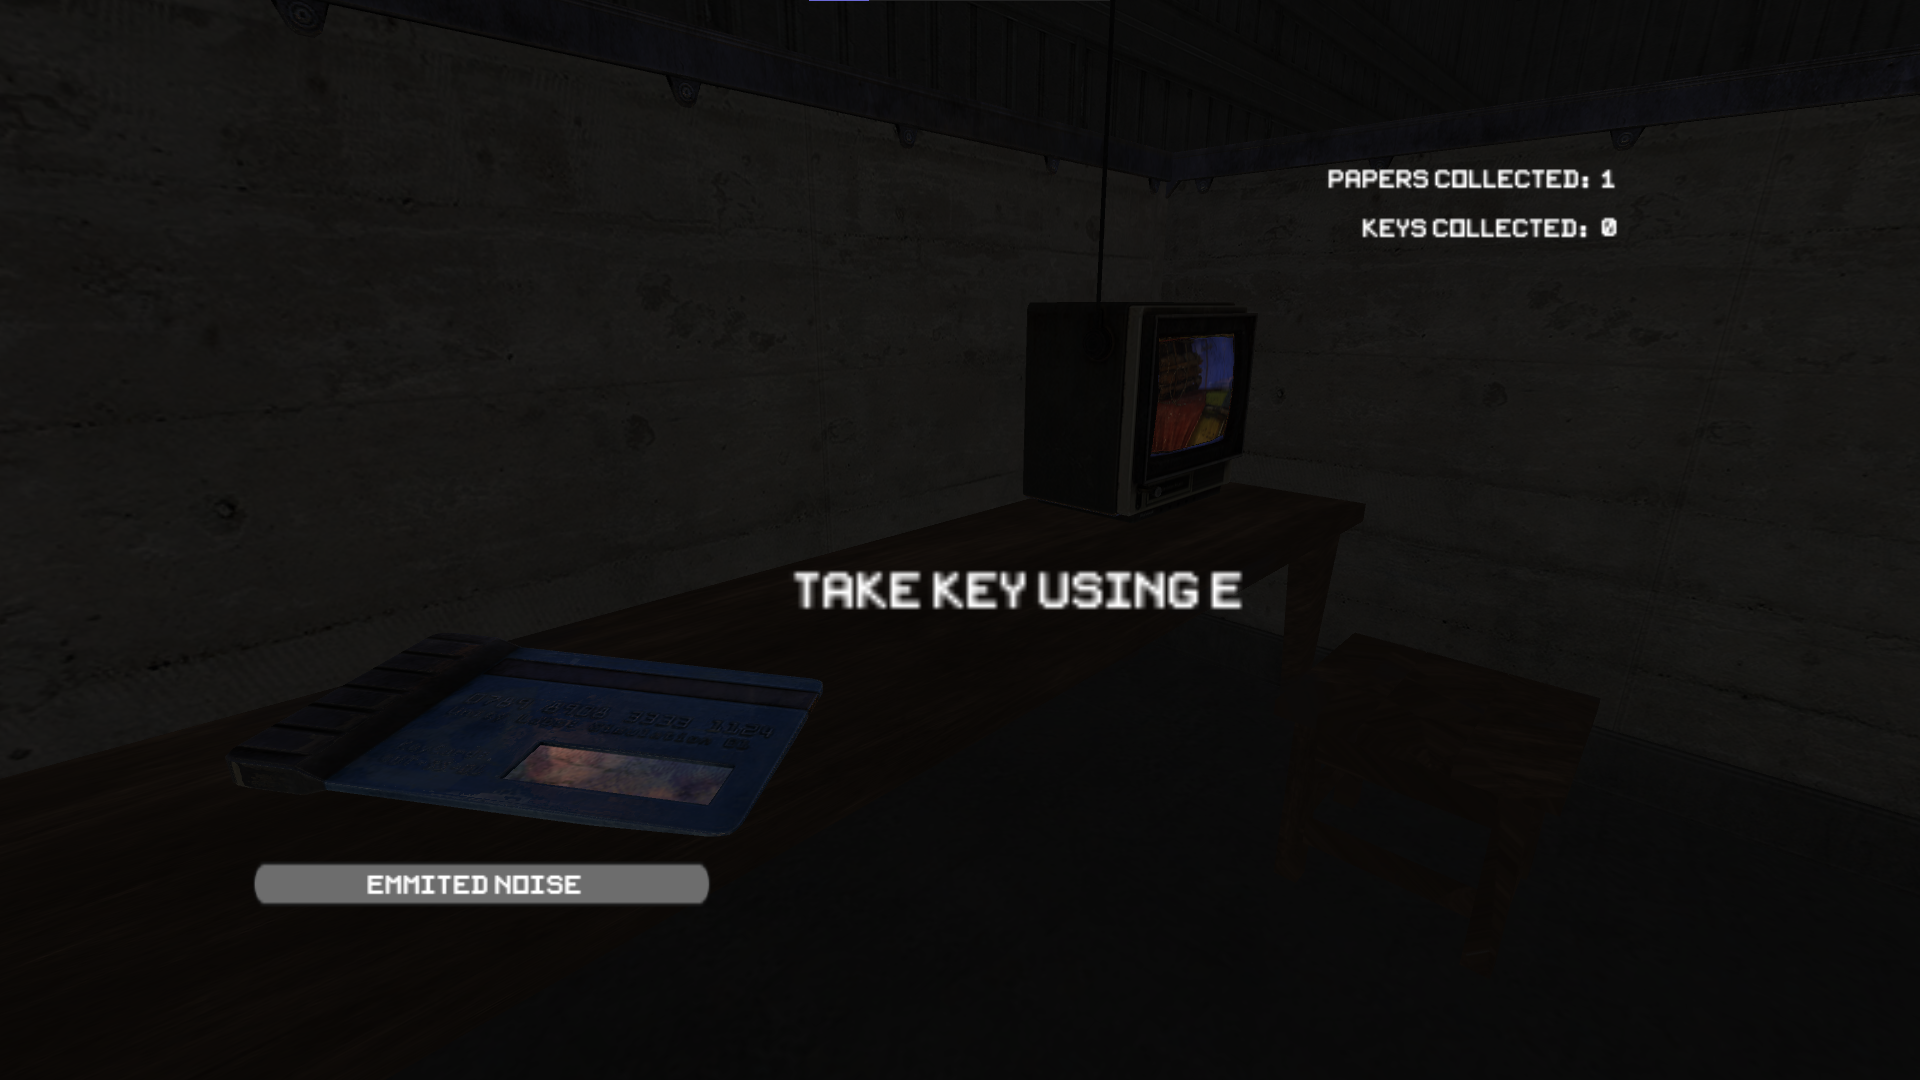 PAPERS COLLECTED: 1
KEYS COLLECTED: 0
TAKE KEY USING E
EMMITED NOISE